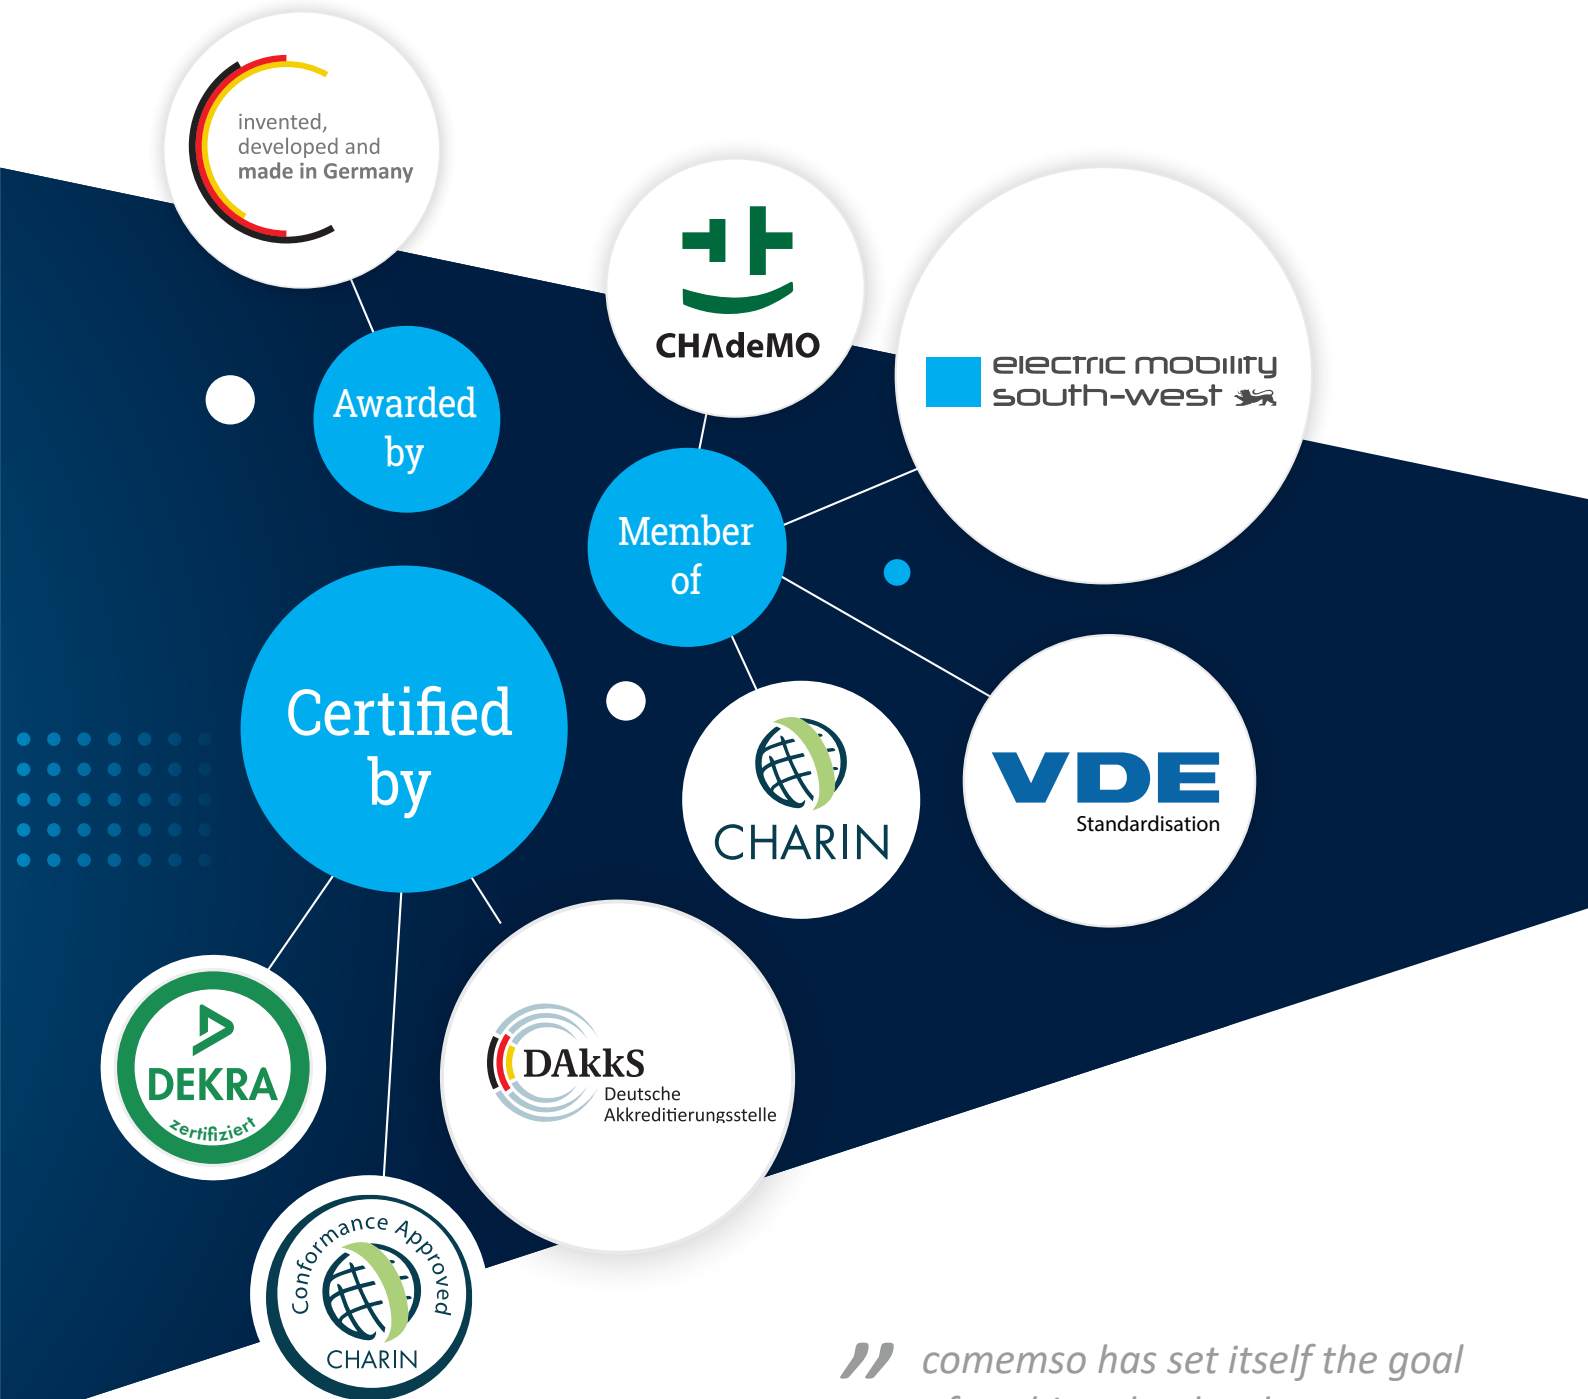 invented,
developed and
made in Germany
Awarded
by
CHΛdeMO
electric mobility
south-west
Member
of
Certified
by
CHARIN
VDE
Standardisation
DEKRA
zertifiziert
DAkkS
Deutsche
Akkreditierungsstelle
Conformance Approved
CHARIN
” comemso has set itself the goal